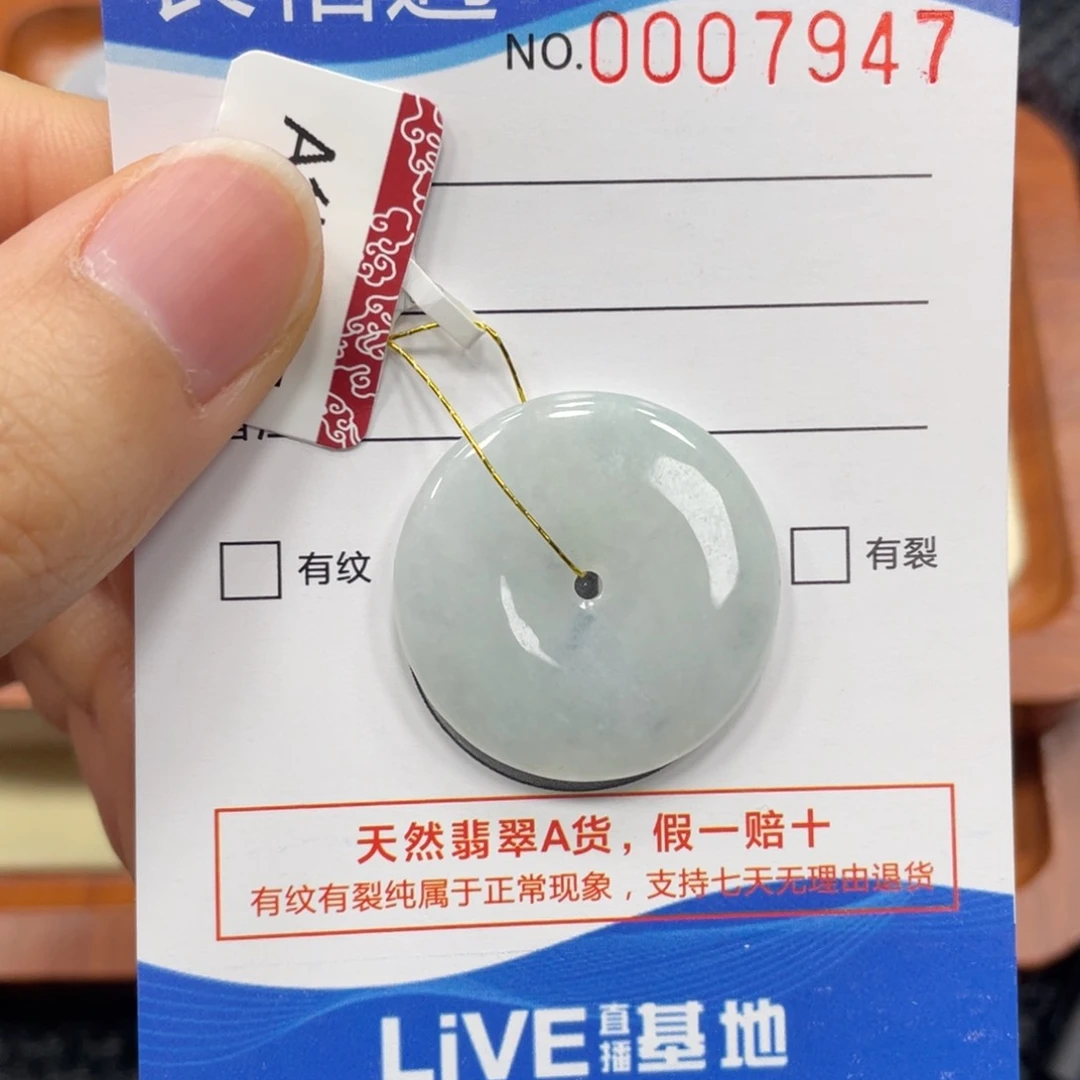 NO.0007947
有纹
有裂
天然翡翠A货，假一赔十
有纹有裂纯属于正常现象，支持七天无理由退货
LiVE直播基地